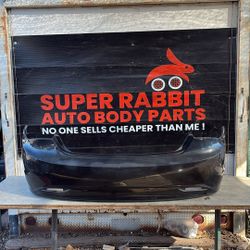 SUPER RABBIT
AUTO BODY PARTS
NO ONE SELLS CHEAPER THAN ME !